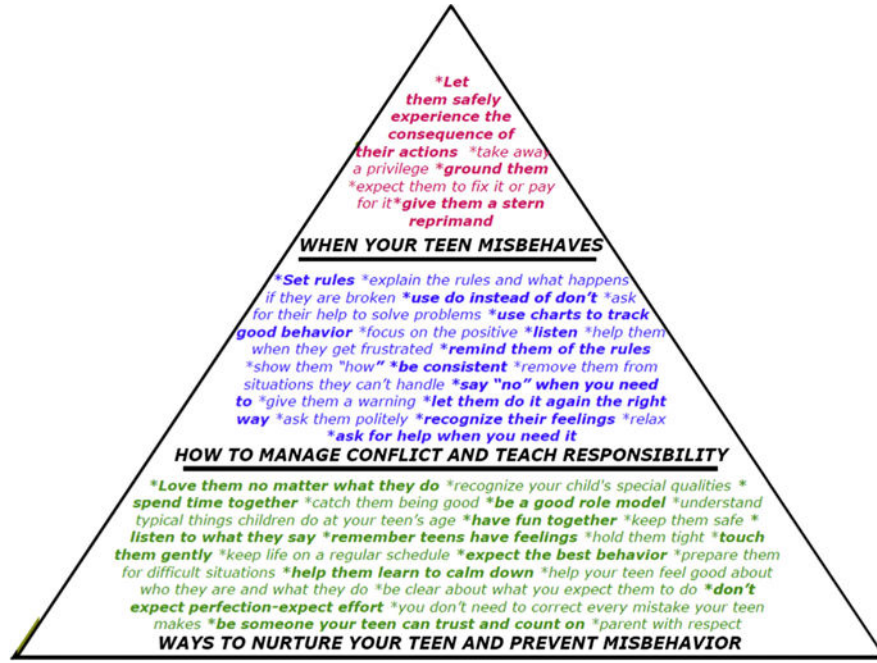 *Let
them safely
experience the
consequence of
their actions *take away
a privilege *ground them
*expect them to fix it or pay
for it*give them a stern
reprimand
WHEN YOUR TEEN MISBEHAVES
*Set rules *explain the rules and what happens
if they are broken *use do instead of don't *ask
for their help to solve problems *use charts to track
good behavior *focus on the positive *listen *help them
when they get frustrated *remind them of the rules
*show them "how" *be consistent *remove them from
situations they can't handle *say "no" when you need
to *give them a warning *let them do it again the right
way *ask them politely *recognize their feelings *relax
*ask for help when you need it
HOW TO MANAGE CONFLICT AND TEACH RESPONSIBILITY
*Love them no matter what they do *recognize your child's special qualities *
spend time together *catch them being good *be a good role model *understand
typical things children do at your teen's age *have fun together *keep them safe *
listen to what they say *remember teens have feelings *hold them tight *touch
them gently *keep life on a regular schedule *expect the best behavior *prepare them
for difficult situations *help them learn to calm down *help your teen feel good about
who they are and what they do *be clear about what you expect them to do *don't
expect perfection-expect effort *you don't need to correct every mistake your teen
makes *be someone your teen can trust and count on *parent with respect
WAYS TO NURTURE YOUR TEEN AND PREVENT MISBEHAVIOR